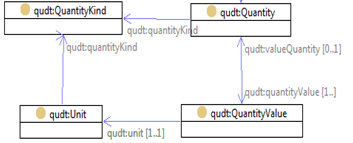 qudt:QuantityKind
qudt:Quantity
qudt:quantityKind
qudt:quantityKind
qudt:valueQuantity [0..1]
qudt:quantityValue [1..]
qudt:Unit
qudt:QuantityValue
qudt:unit [1..1]